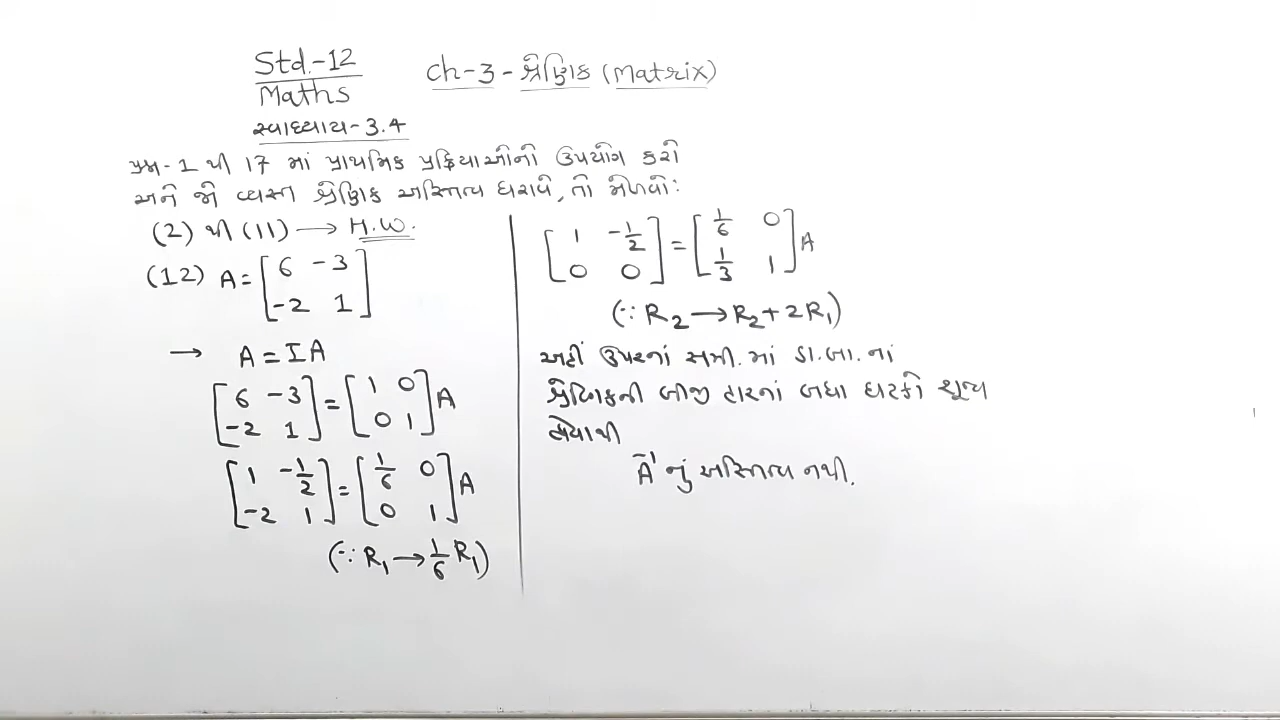 Std.-12
Maths
Ch-3-શ્રેણિક (Matrix)
સ્વાધ્યાય-3.4
પ્રશ્ન-1 થી 17 માં પ્રાથમિક પ્રક્રિયાઓનો ઉપયોગ કરો
અને જો વ્યસ્ત શ્રેણિક અસ્તિત્વ ધરાવે, તો મેળવો:
(2) થી (11) → H.W.
(12) A = [6 -3
-2 1]
→ A = IA
[6 -3
-2 1] = [1 0
0 1] A
[1 -1/2
-2 1] = [1/6 0
0 1] A
(∵ R₁ → 1/6 R₁)
[1 -1/2
0 0] = [1/6 0
1/3 1] A
(∵ R₂ → R₂ + 2R₁)
અહીં ઉપરનાં સમી. માં ડા.બા. નાં
શ્રેણિકની બીજી હારનાં બધા ઘટકો શૂન્ય
હોવાથી
A⁻¹ નું અસ્તિત્વ નથી.